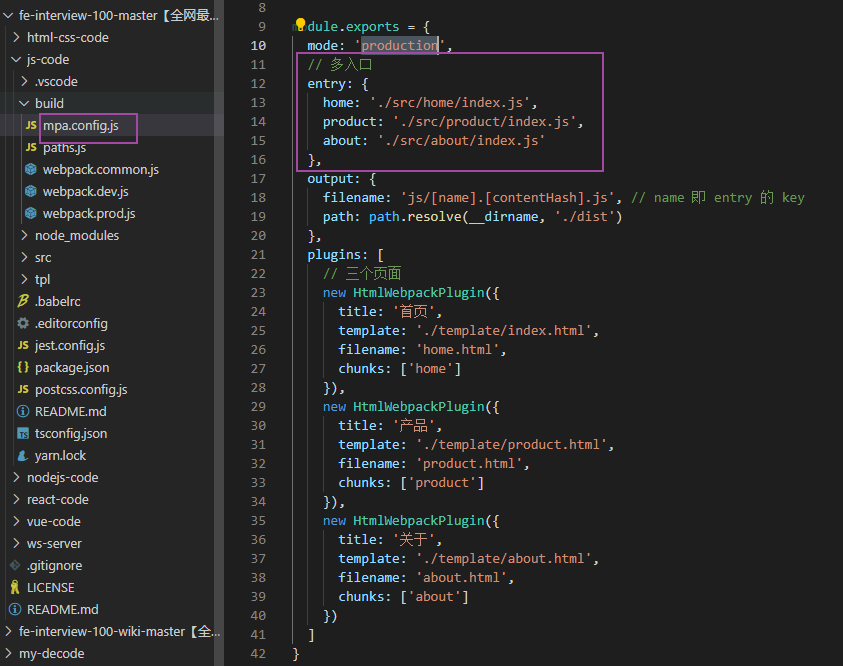 fe-interview-100-master【全网最...
html-css-code
js-code
.vscode
build
mpa.config.js
paths.js
webpack.common.js
webpack.dev.js
webpack.prod.js
node_modules
src
tpl
.babelrc
.editorconfig
jest.config.js
package.json
postcss.config.js
README.md
tsconfig.json
yarn.lock
nodejs-code
react-code
vue-code
ws-server
.gitignore
LICENSE
README.md
fe-interview-100-wiki-master【全...
my-decode
8
9 dule.exports = {
10 mode: 'production',
11 // 多入口
12 entry: {
13 home: './src/home/index.js',
14 product: './src/product/index.js',
15 about: './src/about/index.js'
16 },
17 output: {
18 filename: 'js/[name].[contentHash].js', // name 即 entry 的 key
19 path: path.resolve(__dirname, './dist')
20 },
21 plugins: [
22 // 三个页面
23 new HtmlWebpackPlugin({
24 title: '首页',
25 template: './template/index.html',
26 filename: 'home.html',
27 chunks: ['home']
28 }),
29 new HtmlWebpackPlugin({
30 title: '产品',
31 template: './template/product.html',
32 filename: 'product.html',
33 chunks: ['product']
34 }),
35 new HtmlWebpackPlugin({
36 title: '关于',
37 template: './template/about.html',
38 filename: 'about.html',
39 chunks: ['about']
40 })
41 ]
42 }